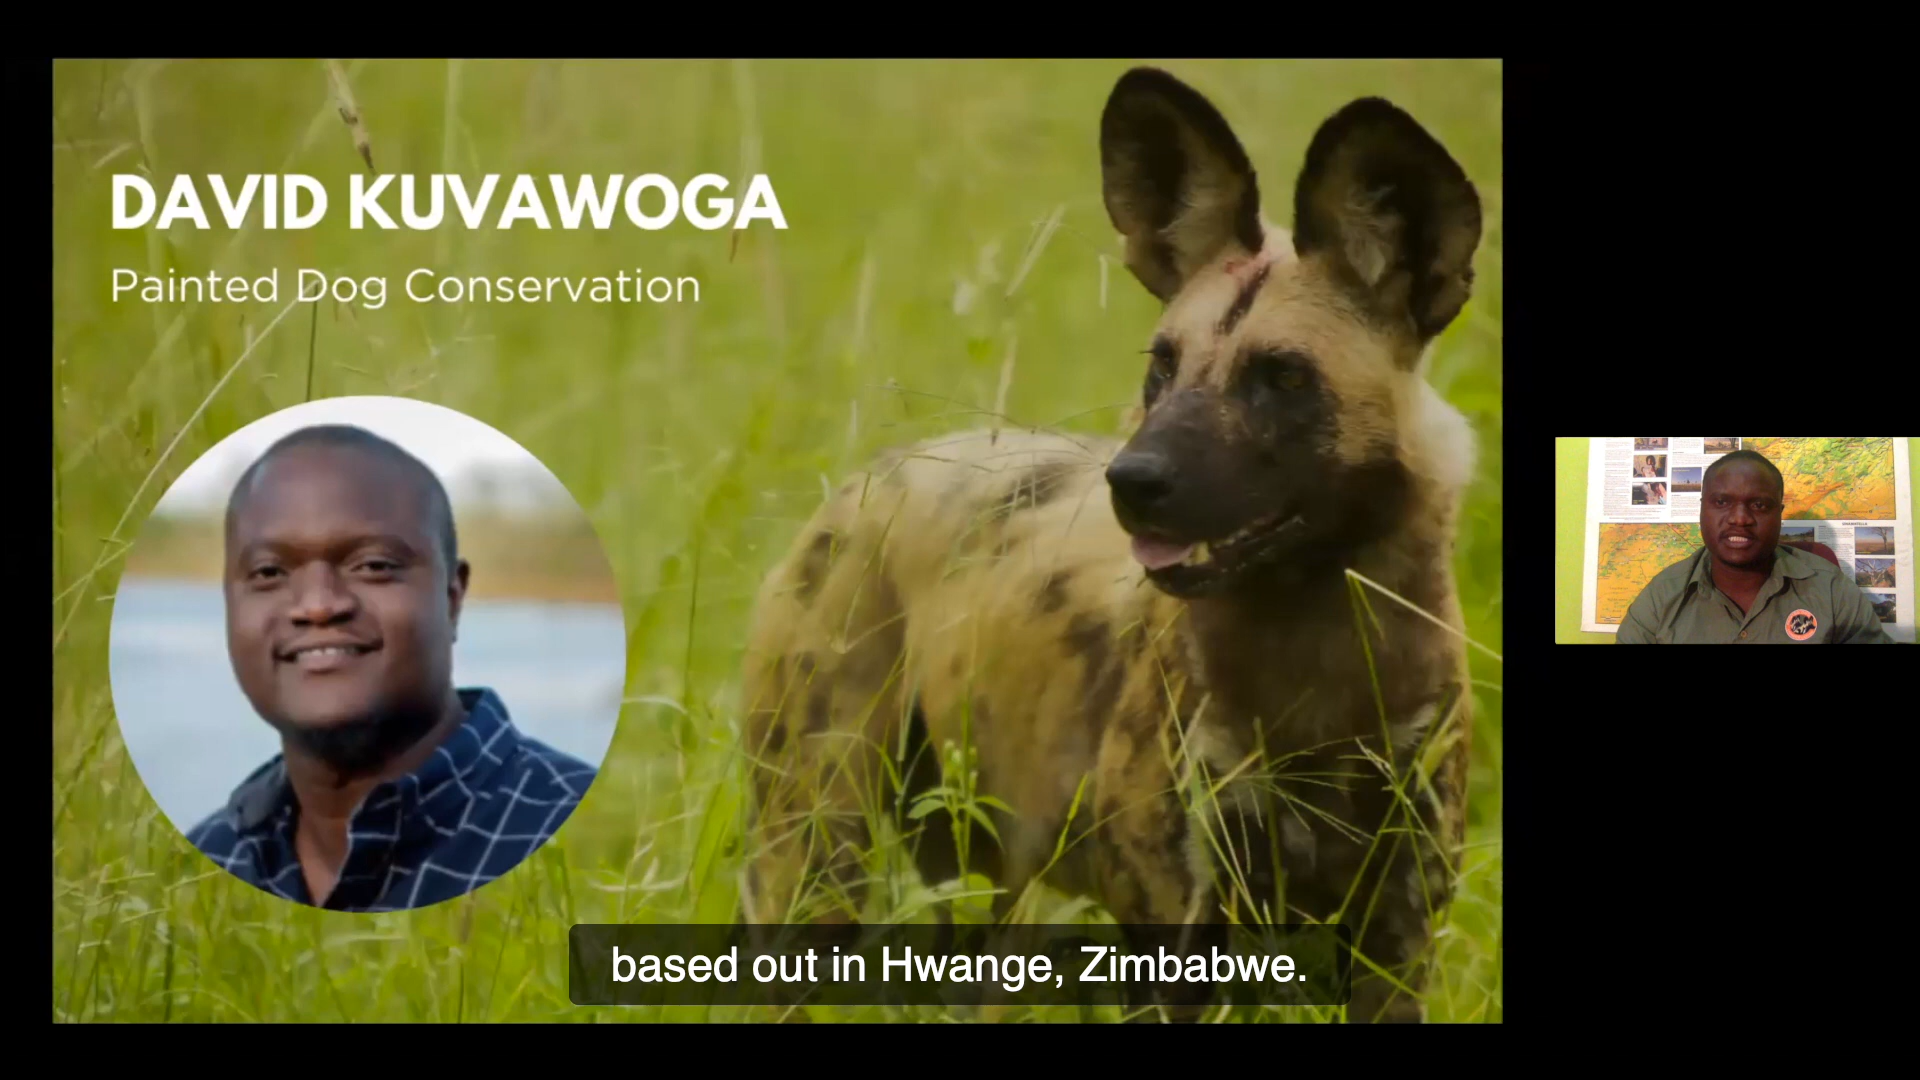 DAVID KUVAWOGA
Painted Dog Conservation
based out in Hwange, Zimbabwe.